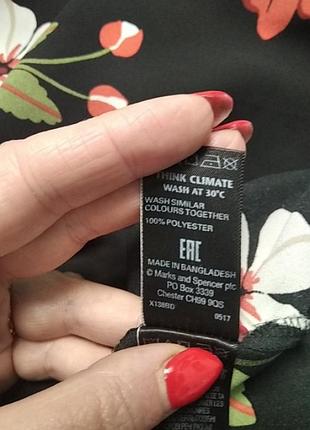 THINK CLIMATE
WASH AT 30°C
WASH SIMILAR
COLOURS TOGETHER
100% POLYESTER
EAC
MADE IN BANGLADESH
© Marks and Spencer plc
PO Box 3339
Chester CH99 9QS
X138BD 0517